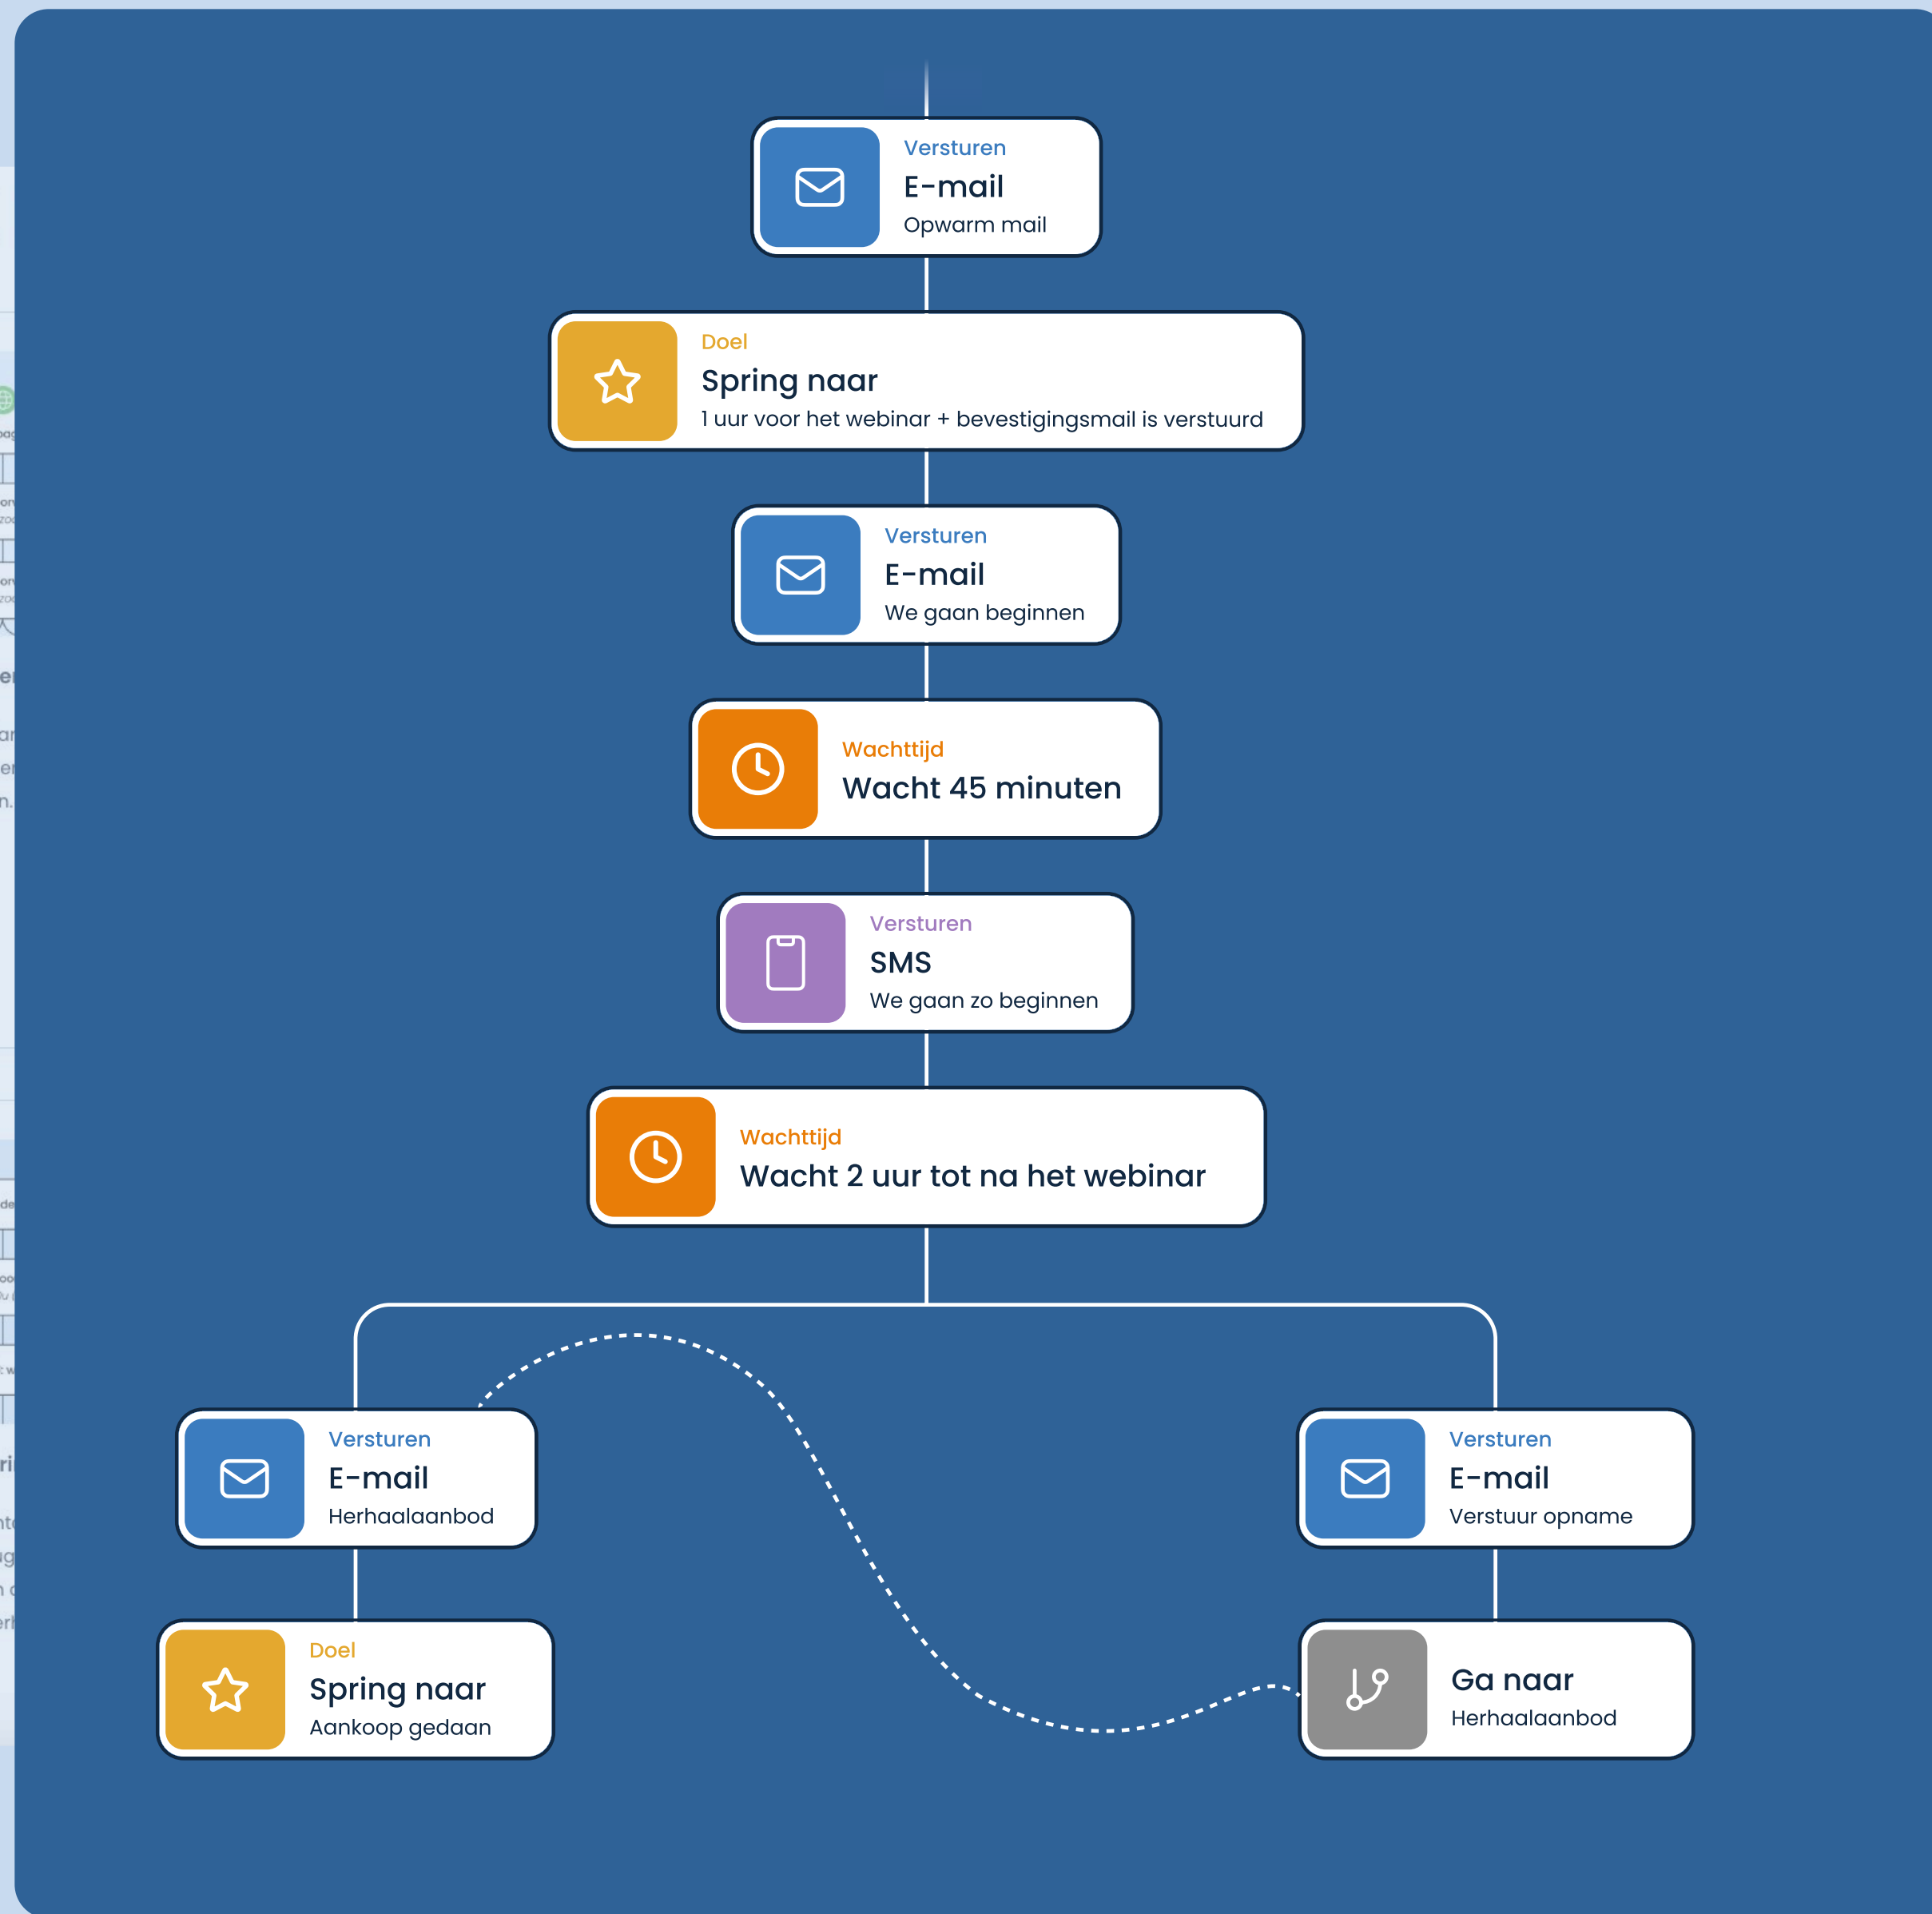 Versturen
E-mail
Opwarm mail
Doel
Spring naar
1 uur voor het webinar + bevestigingsmail is verstuurd
Versturen
E-mail
We gaan beginnen
Wachttijd
Wacht 45 minuten
Versturen
SMS
We gaan zo beginnen
Wachttijd
Wacht 2 uur tot na het webinar
Versturen
E-mail
Herhaalaanbod
Versturen
E-mail
Verstuur opname
Doel
Spring naar
Aankoop gedaan
Ga naar
Herhaalaanbod